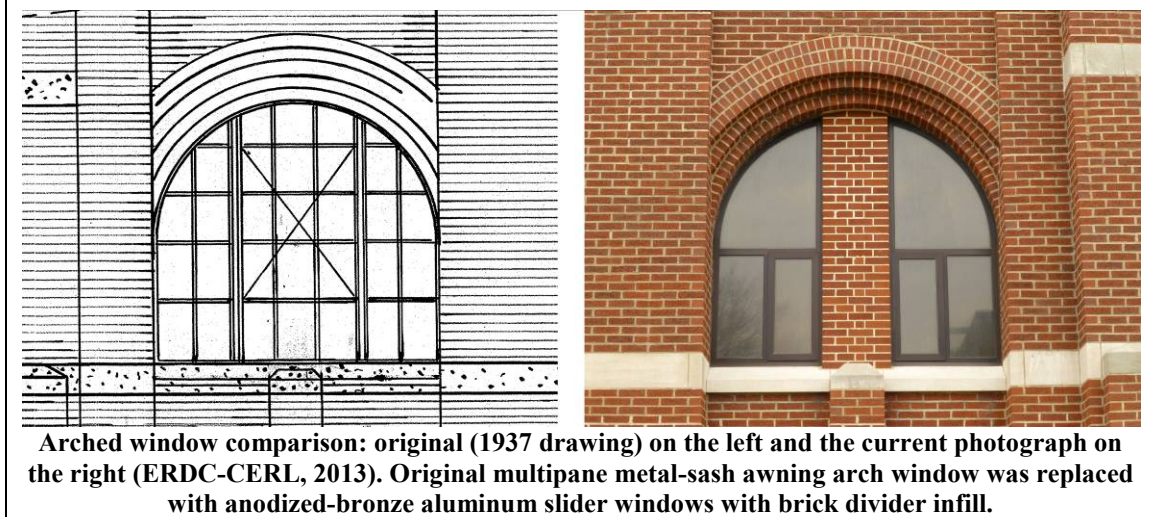 Arched window comparison: original (1937 drawing) on the left and the current photograph on
the right (ERDC-CERL, 2013). Original multipane metal-sash awning arch window was replaced
with anodized-bronze aluminum slider windows with brick divider infill.